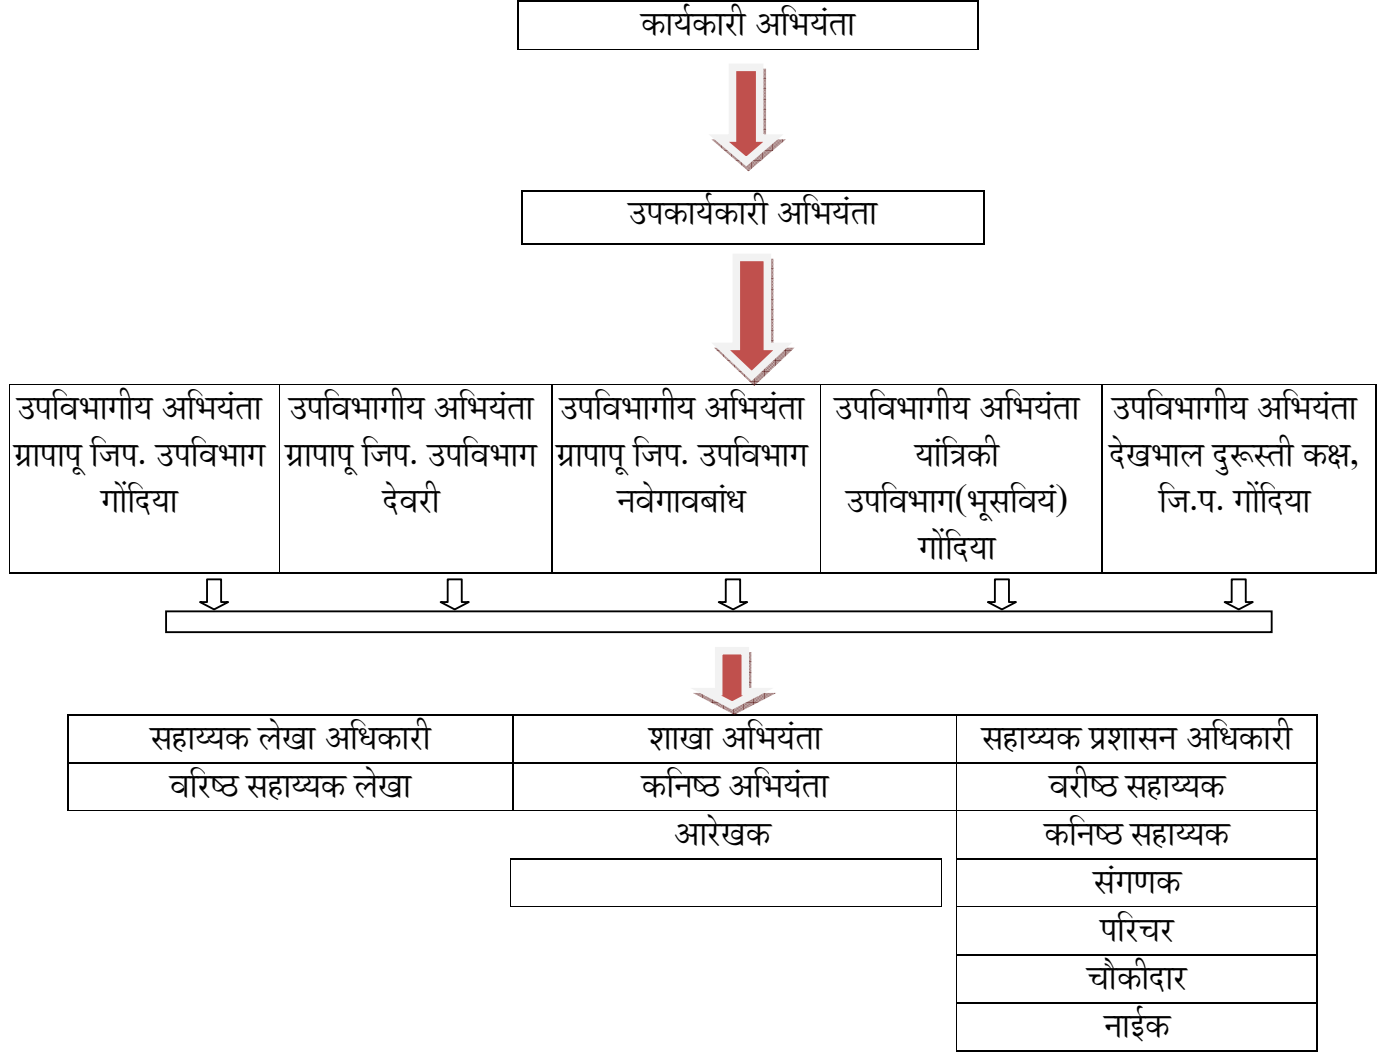 कार्यकारी अभियंता
उपकार्यकारी अभियंता
उपविभागीय अभियंता
ग्रापापू जिप. उपविभाग
गोंदिया
उपविभागीय अभियंता
ग्रापापू जिप. उपविभाग
देवरी
उपविभागीय अभियंता
ग्रापापू जिप. उपविभाग
नवेगावबांध
उपविभागीय अभियंता
यांत्रिकी
उपविभाग(भूसवियं)
गोंदिया
उपविभागीय अभियंता
देखभाल दुरूस्ती कक्ष,
जि.प. गोंदिया
सहाय्यक लेखा अधिकारी
शाखा अभियंता
सहाय्यक प्रशासन अधिकारी
वरिष्ठ सहाय्यक लेखा
कनिष्ठ अभियंता
वरीष्ठ सहाय्यक
आरेखक
कनिष्ठ सहाय्यक
संगणक
परिचर
चौकीदार
नाईक